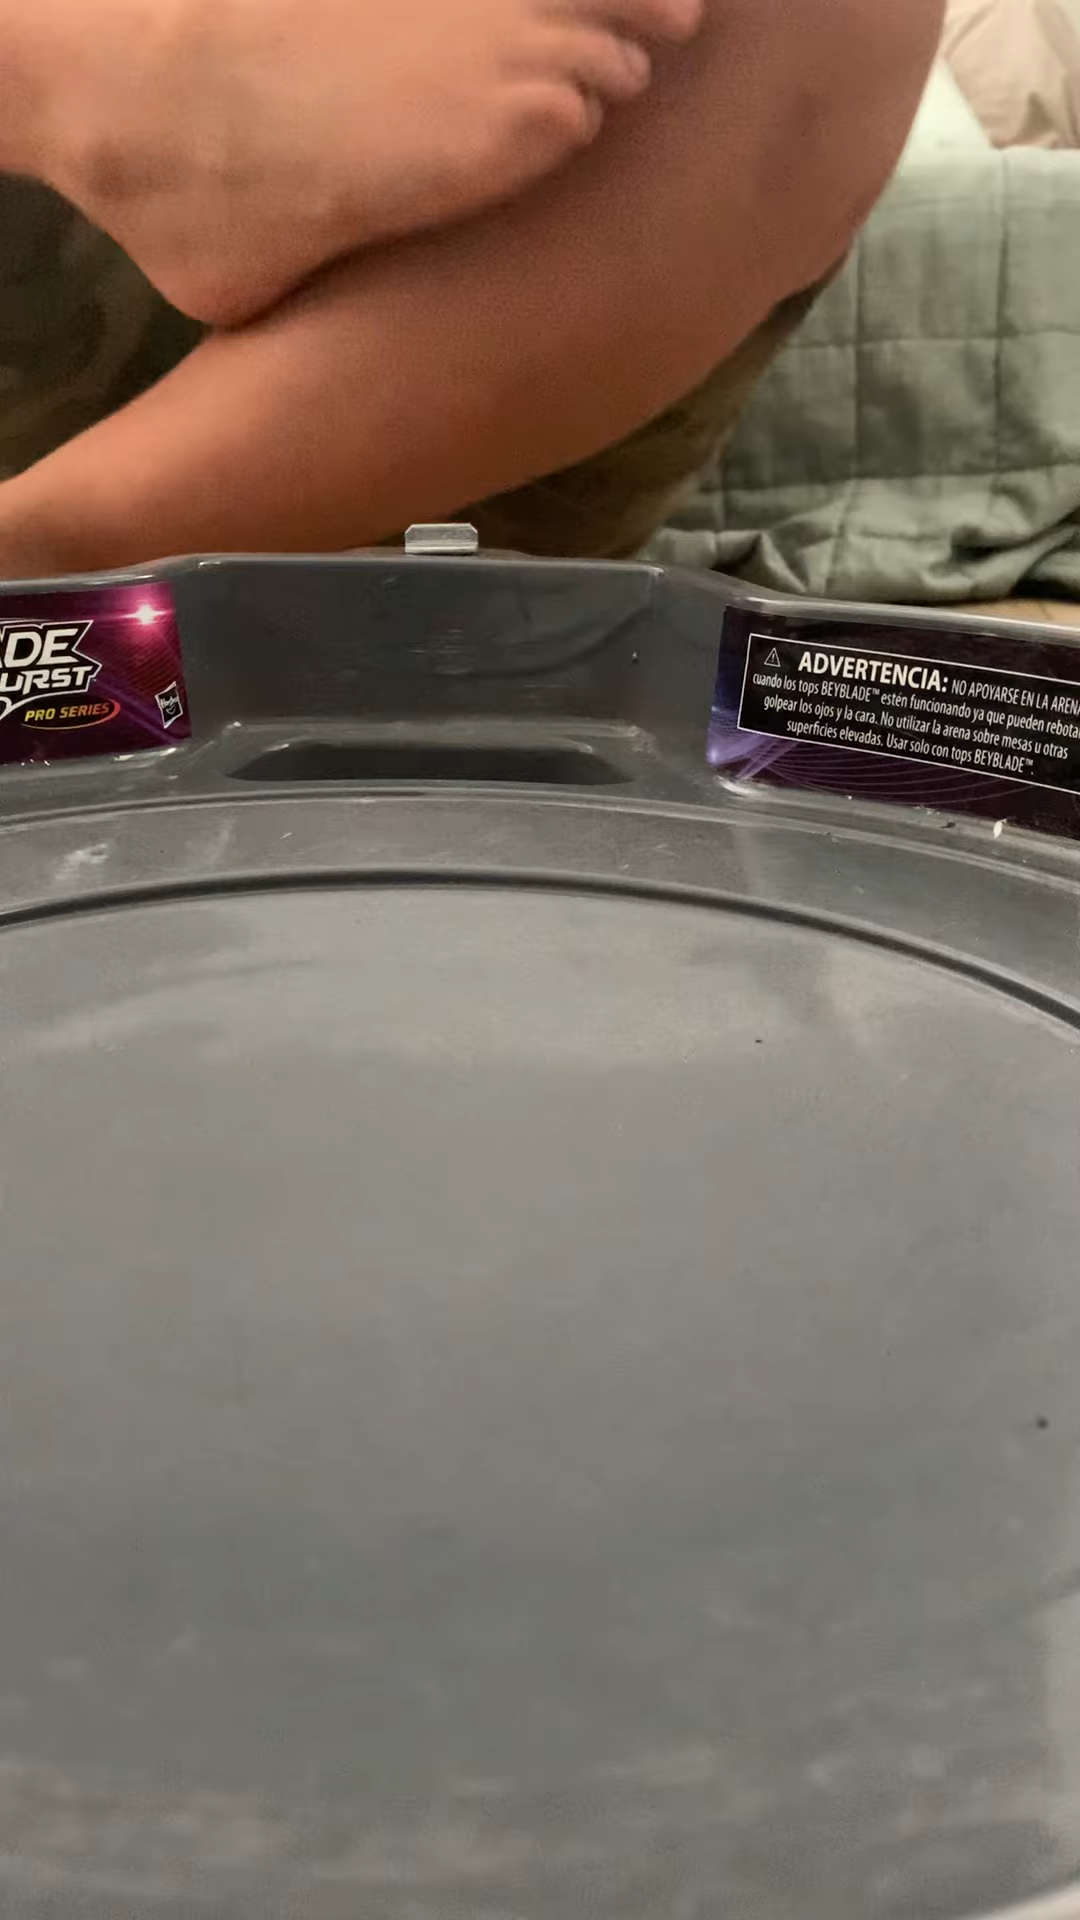 ADE
URST
PRO SERIES
ADVERTENCIA: NO APOYARSE EN LA ARENA
cuando los tops BEYBLADE™ estén funcionando ya que pueden rebotar
golpear los ojos y la cara. No utilizar la arena sobre mesas u otras
superficies elevadas. Usar solo con tops BEYBLADE™.